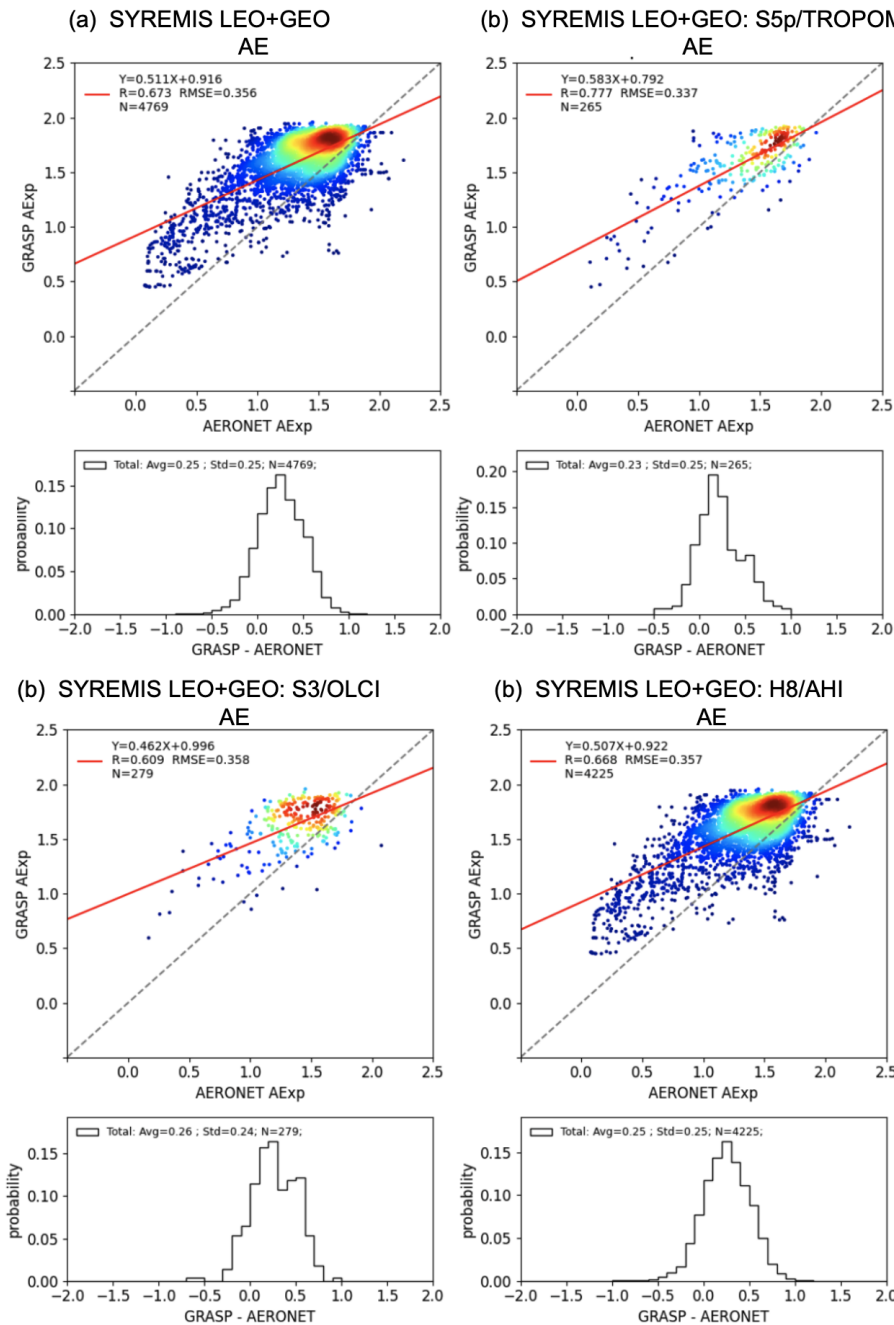 (a) SYREMIS LEO+GEO
AE
2.5
2.0
1.5
1.0
0.5
0.0
GRASP AExp
Y=0.511X+0.916
R=0.673 RMSE=0.356
N=4769
0.0 0.5 1.0 1.5 2.0 2.5
AERONET AExp
Total: Avg=0.25 ; Std=0.25; N=4769;
0.15
0.10
0.05
0.00
probability
−2.0 −1.5 −1.0 −0.5 0.0 0.5 1.0 1.5 2.0
GRASP - AERONET
(b) SYREMIS LEO+GEO: S5p/TROPOM
AE
2.5
2.0
1.5
1.0
0.5
0.0
GRASP AExp
Y=0.583X+0.792
R=0.777 RMSE=0.337
N=265
0.0 0.5 1.0 1.5 2.0 2.5
AERONET AExp
Total: Avg=0.23 ; Std=0.25; N=265;
0.20
0.15
0.10
0.05
0.00
probability
−2.0 −1.5 −1.0 −0.5 0.0 0.5 1.0 1.5 2.0
GRASP - AERONET
(b) SYREMIS LEO+GEO: S3/OLCI
AE
2.5
2.0
1.5
1.0
0.5
0.0
GRASP AExp
Y=0.462X+0.996
R=0.609 RMSE=0.358
N=279
0.0 0.5 1.0 1.5 2.0 2.5
AERONET AExp
Total: Avg=0.26 ; Std=0.24; N=279;
0.15
0.10
0.05
0.00
probability
−2.0 −1.5 −1.0 −0.5 0.0 0.5 1.0 1.5 2.0
GRASP - AERONET
(b) SYREMIS LEO+GEO: H8/AHI
AE
2.5
2.0
1.5
1.0
0.5
0.0
GRASP AExp
Y=0.507X+0.922
R=0.668 RMSE=0.357
N=4225
0.0 0.5 1.0 1.5 2.0 2.5
AERONET AExp
Total: Avg=0.25 ; Std=0.25; N=4225;
0.15
0.10
0.05
0.00
probability
−2.0 −1.5 −1.0 −0.5 0.0 0.5 1.0 1.5 2.0
GRASP - AERONET